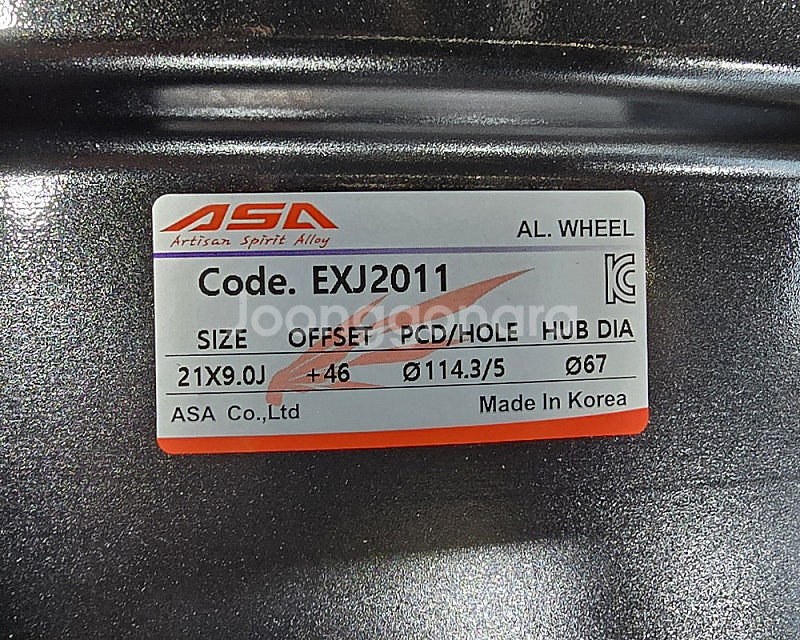 ASA
AL. WHEEL
Artisan Spirit Alloy
Code. EXJ2011
Joonggonara
SIZE OFFSET PCD/HOLE HUB DIA
21X9.0J +46 Ø114.3/5 Ø67
ASA Co.,Ltd Made In Korea